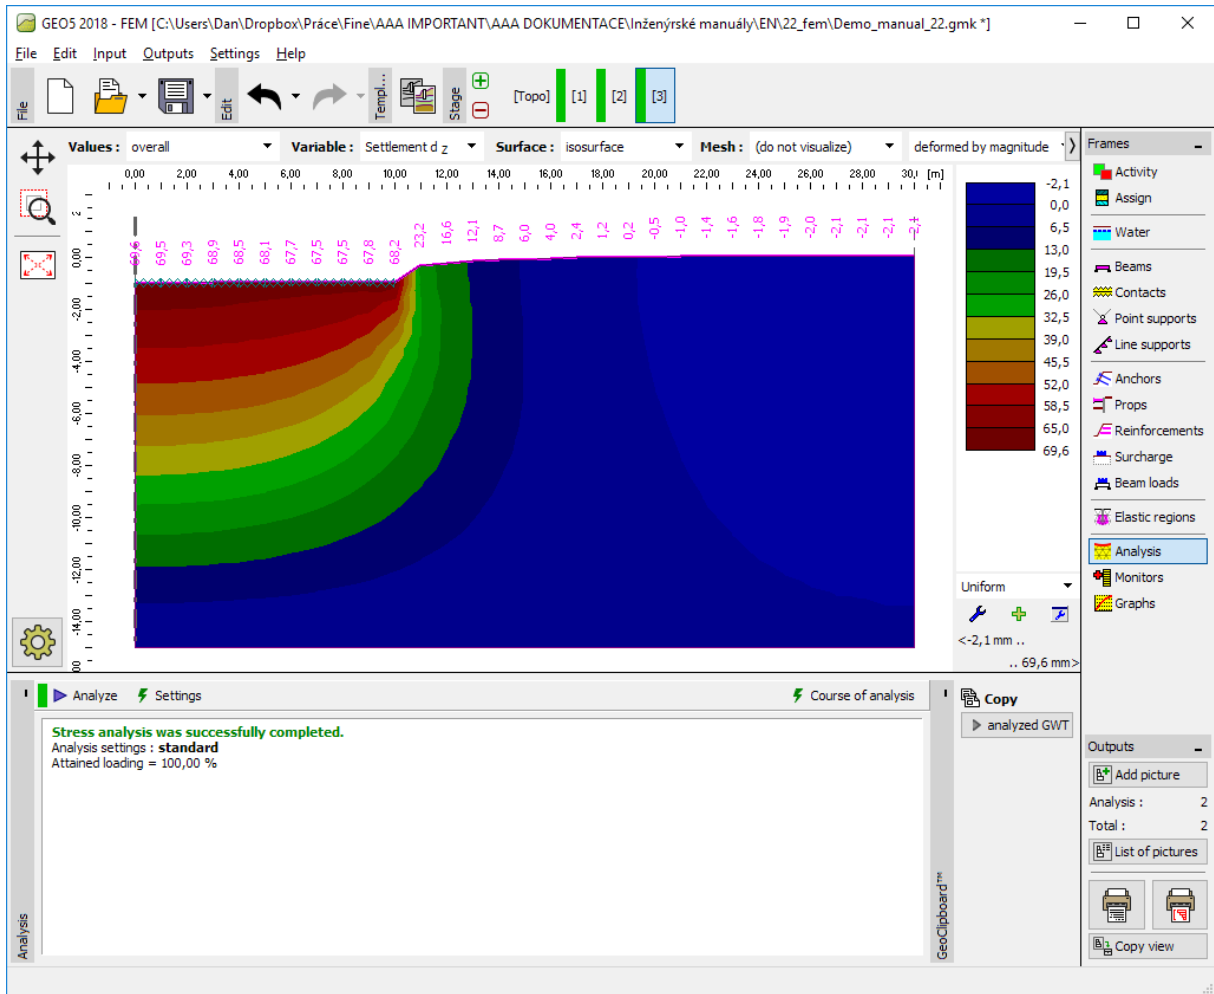 GEO5 2018 - FEM [C:\Users\Dan\Dropbox\Práce\Fine\AAA IMPORTANT\AAA DOKUMENTACE\Inženýrské manuály\EN\22_fem\Demo_manual_22.gmk *]
File Edit Input Outputs Settings Help
File
Edit
Templ...
Stage
[Topo] [1] [2] [3]
Values : overall Variable : Settlement d z Surface : isosurface Mesh : (do not visualize) deformed by magnitude
0,00 2,00 4,00 6,00 8,00 10,00 12,00 14,00 16,00 18,00 20,00 22,00 24,00 26,00 28,00 30,( [m]
69,6 69,5 69,3 68,9 68,5 68,1 67,7 67,5 67,5 67,8 68,2 23,2 16,6 12,1 8,7 6,0 4,0 2,4 1,2 0,2 -0,5 -1,0 -1,4 -1,6 -1,8 -1,9 -2,0 -2,1 -2,1 -2,1
2
0,00
-2,00
-4,00
-6,00
-8,00
-10,00
-12,00
-14,00
-2,1
0,0
6,5
13,0
19,5
26,0
32,5
39,0
45,5
52,0
58,5
65,0
69,6
Uniform
<-2,1 mm ..
.. 69,6 mm>
Frames
Activity
Assign
Water
Beams
Contacts
Point supports
Line supports
Anchors
Props
Reinforcements
Surcharge
Beam loads
Elastic regions
Analysis
Monitors
Graphs
Analyze Settings Course of analysis
Stress analysis was successfully completed.
Analysis settings : standard
Attained loading = 100,00 %
Analysis
GeoClipboard™
Copy
analyzed GWT
Outputs
Add picture
Analysis : 2
Total : 2
List of pictures
Copy view